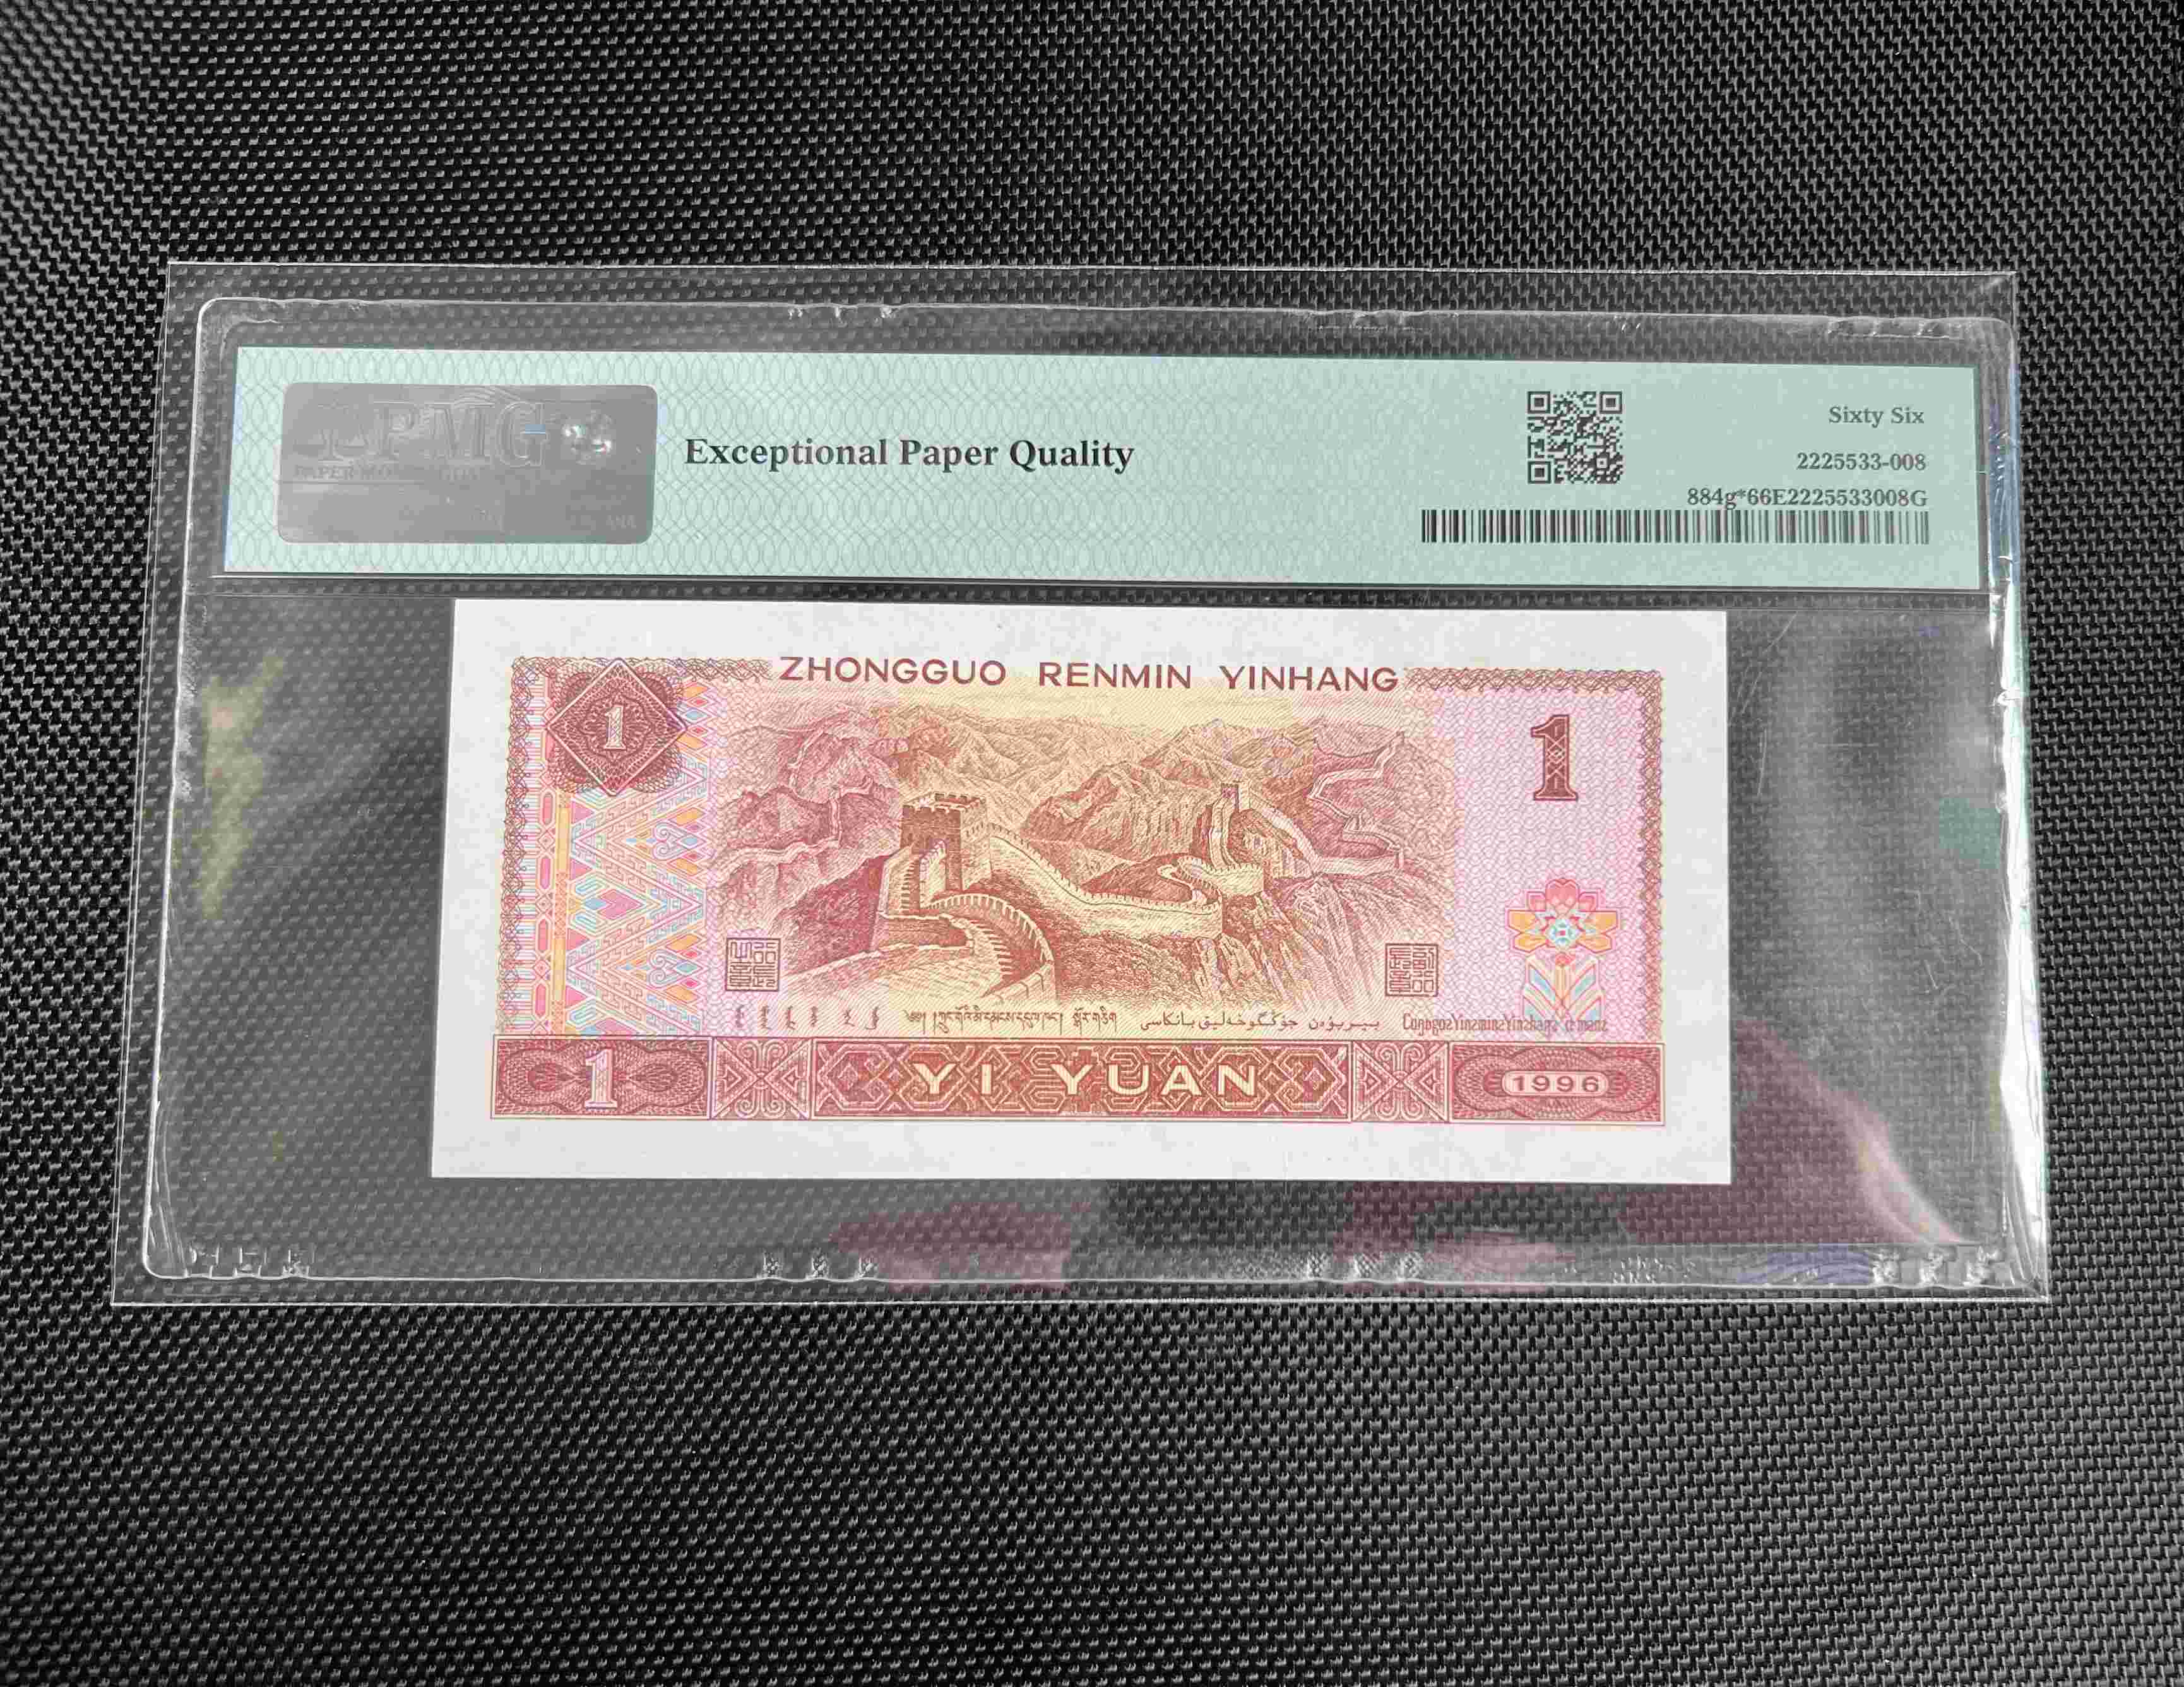 PMG
Exceptional Paper Quality
Sixty Six
2225533-008
884g*66E2225533008G
ZHONGGUO RENMIN YINHANG
1
1
1
YI YUAN
1996